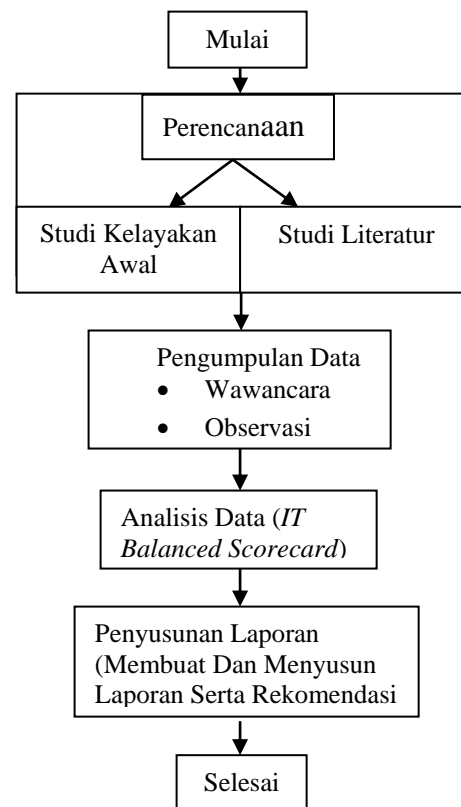 Mulai
Perencanaan
Studi Kelayakan
Awal
Studi Literatur
Pengumpulan Data
• Wawancara
• Observasi
Analisis Data (IT
Balanced Scorecard)
Penyusunan Laporan
(Membuat Dan Menyusun
Laporan Serta Rekomendasi
Selesai